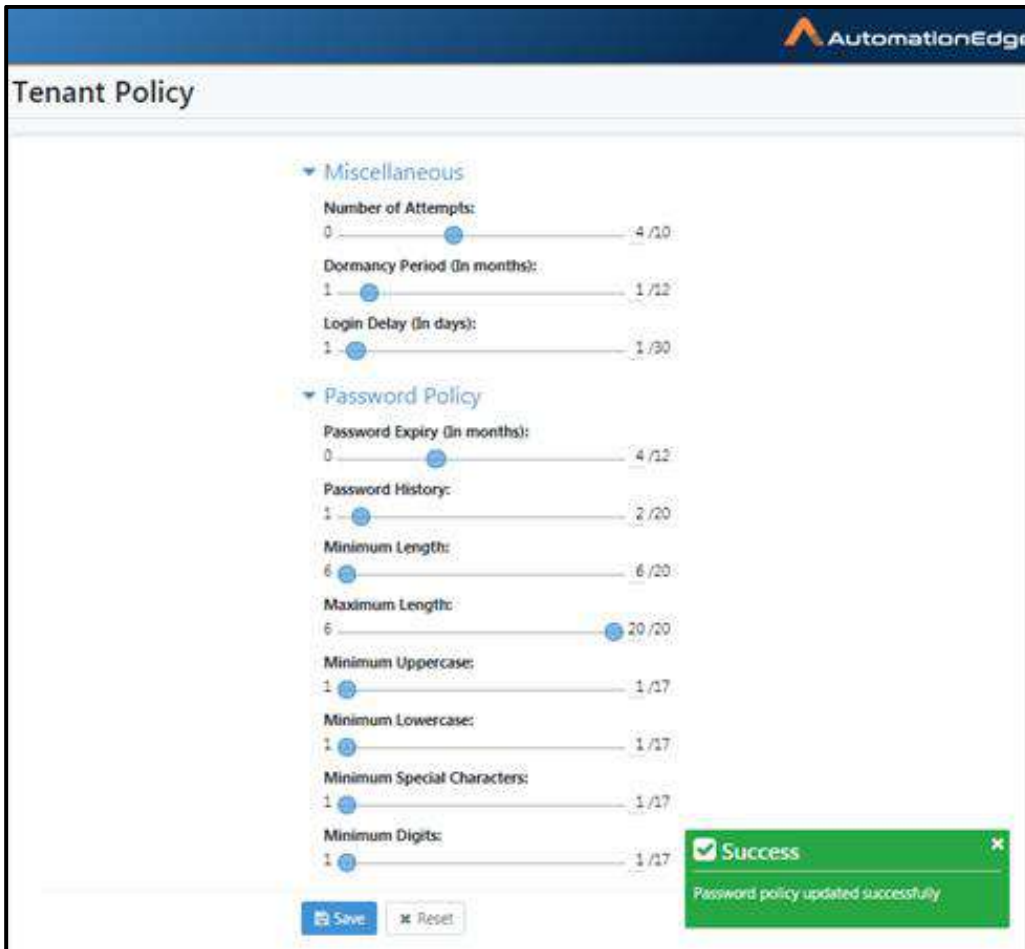 AutomationEdge
Tenant Policy
Miscellaneous
Number of Attempts:
0 4 /10
Dormancy Period (In months):
1 1 /12
Login Delay (In days):
1 1 /30
Password Policy
Password Expiry (In months):
0 4 /12
Password History:
1 2 /20
Minimum Length:
6 6 /20
Maximum Length:
6 20 /20
Minimum Uppercase:
1 1 /17
Minimum Lowercase:
1 1 /17
Minimum Special Characters:
1 1 /17
Minimum Digits:
1 1 /17
Success
Password policy updated successfully
Save Reset